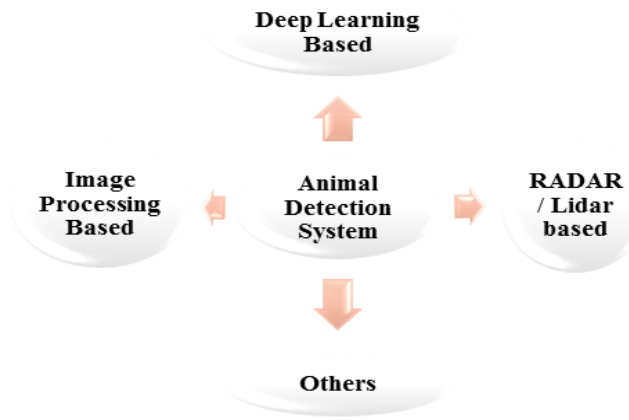 Deep Learning
Based
Image
Processing
Based
Animal
Detection
System
RADAR
/ Lidar
based
Others